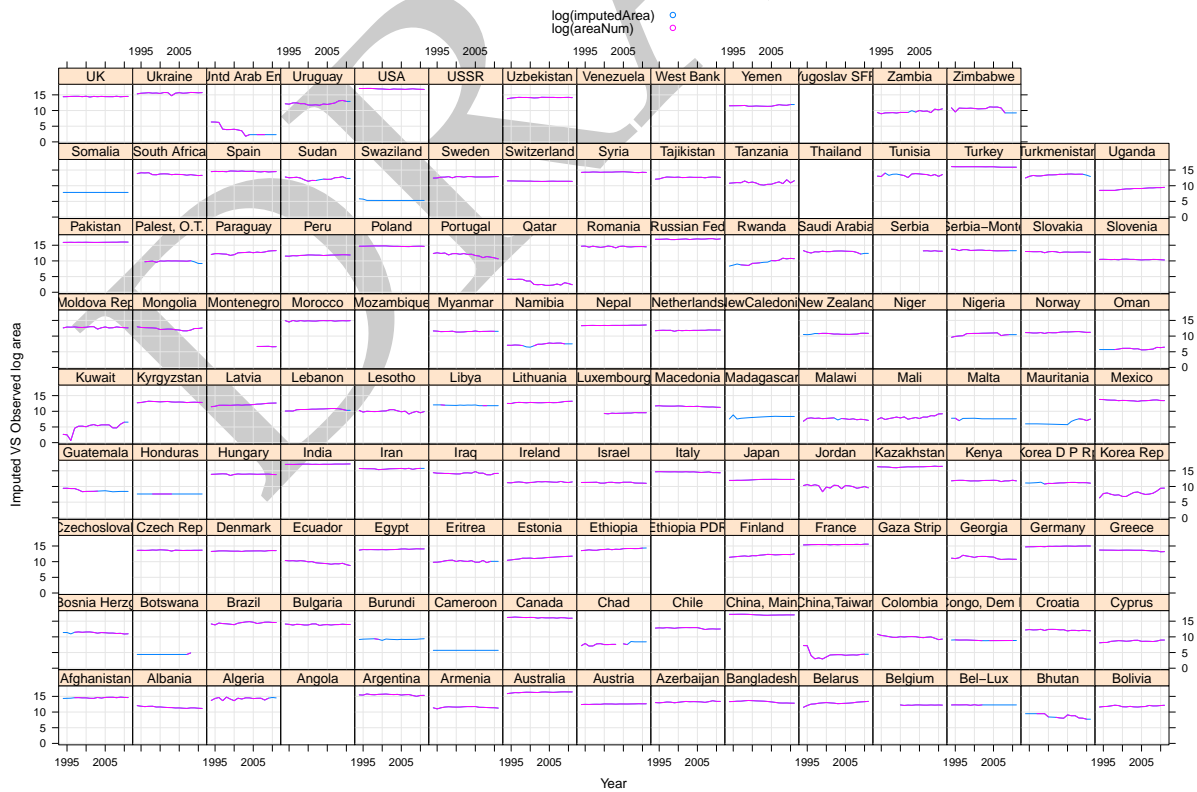 log(imputedArea)
log(areaNum)
1995 2005 1995 2005 1995 2005 1995 2005
UK Ukraine Untd Arab Em Uruguay USA USSR Uzbekistan Venezuela West Bank Yemen Yugoslav SFR Zambia Zimbabwe
15
10
5
0
15
10
5
0
Somalia South Africa Spain Sudan Swaziland Sweden Switzerland Syria Tajikistan Tanzania Thailand Tunisia Turkey Turkmenistan Uganda
15
10
5
0
Pakistan Palest, O.T. Paraguay Peru Poland Portugal Qatar Romania Russian Fed Rwanda Saudi Arabia Serbia Serbia−Monte Slovakia Slovenia
15
10
5
0
Moldova Rep Mongolia Montenegro Morocco Mozambique Myanmar Namibia Nepal Netherlands NewCaledonia New Zealand Niger Nigeria Norway Oman
15
10
5
0
Kuwait Kyrgyzstan Latvia Lebanon Lesotho Libya Lithuania Luxembourg Macedonia Madagascar Malawi Mali Malta Mauritania Mexico
15
10
5
0
Guatemala Honduras Hungary India Iran Iraq Ireland Israel Italy Japan Jordan Kazakhstan Kenya Korea D P Rp Korea Rep
15
10
5
0
Czechoslovak Czech Rep Denmark Ecuador Egypt Eritrea Estonia Ethiopia Ethiopia PDR Finland France Gaza Strip Georgia Germany Greece
15
10
5
0
Bosnia Herzg Botswana Brazil Bulgaria Burundi Cameroon Canada Chad Chile China, Main China,Taiwan Colombia Congo, Dem Croatia Cyprus
15
10
5
0
Afghanistan Albania Algeria Angola Argentina Armenia Australia Austria Azerbaijan Bangladesh Belarus Belgium Bel−Lux Bhutan Bolivia
15
10
5
0
1995 2005 1995 2005 1995 2005 1995 2005 1995 2005 1995 2005 1995 2005 1995 2005
Year
Imputed VS Observed log area